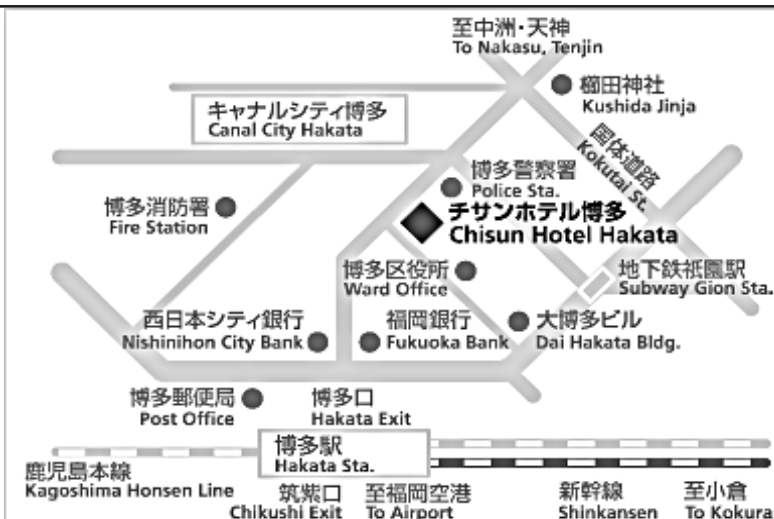 至中洲・天神
To Nakasu, Tenjin
櫛田神社
Kushida Jinja
キャナルシティ博多
Canal City Hakata
国体道路
Kokutai St.
博多警察署
Police Sta.
博多消防署
Fire Station
チサンホテル博多
Chisun Hotel Hakata
博多区役所
Ward Office
地下鉄祇園駅
Subway Gion Sta.
西日本シティ銀行
Nishinihon City Bank
福岡銀行
Fukuoka Bank
大博多ビル
Dai Hakata Bldg.
博多郵便局
Post Office
博多口
Hakata Exit
博多駅
Hakata Sta.
鹿児島本線
Kagoshima Honsen Line
筑紫口
Chikushi Exit
至福岡空港
To Airport
新幹線
Shinkansen
至小倉
To Kokura